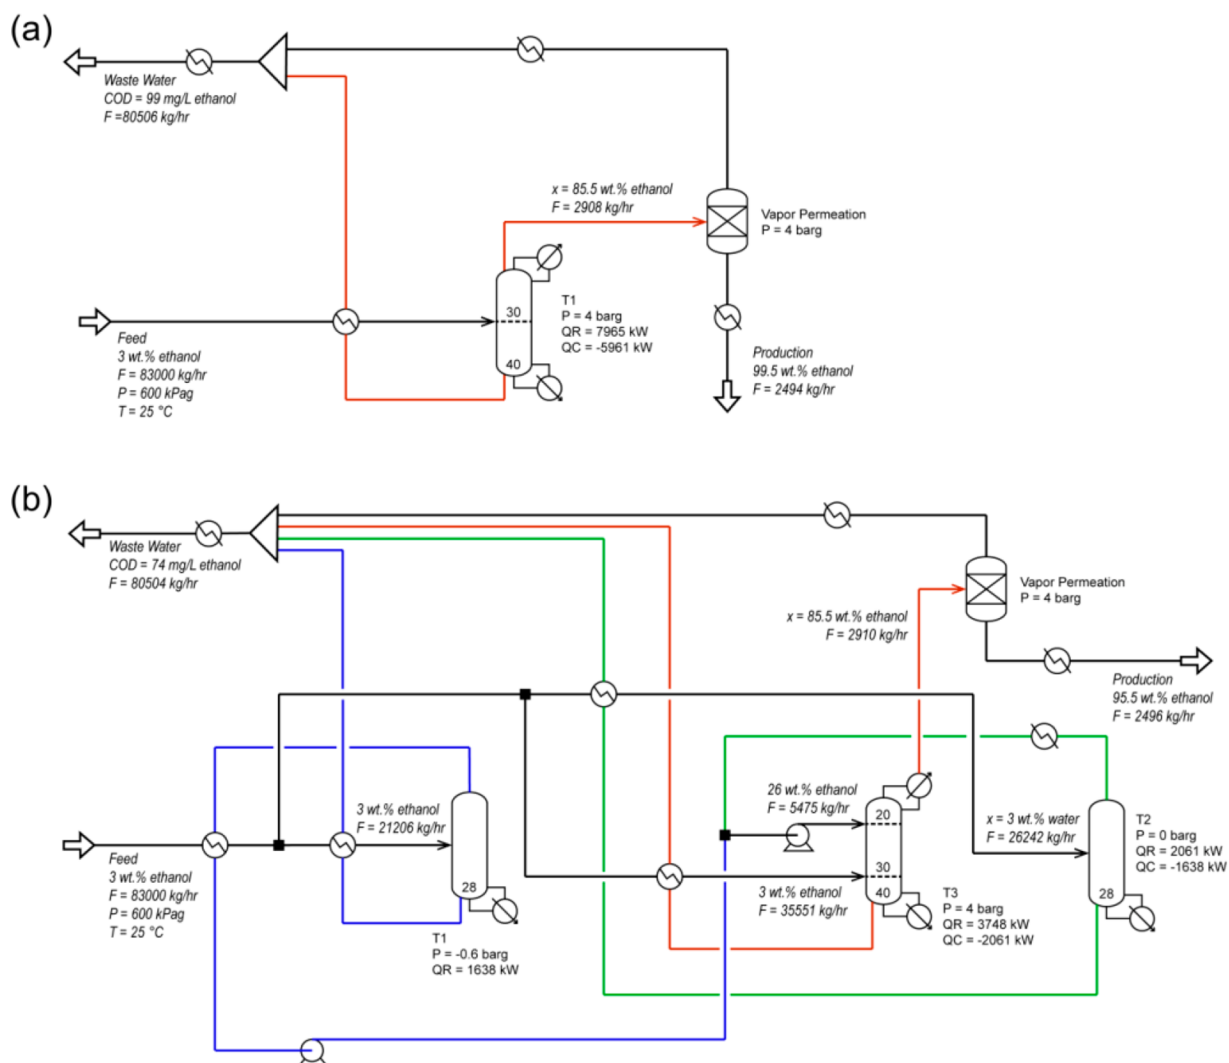 (a)
Waste Water
COD = 99 mg/L ethanol
F =80506 kg/hr
x = 85.5 wt.% ethanol
F = 2908 kg/hr
Vapor Permeation
P = 4 barg
30
40
T1
P = 4 barg
QR = 7965 kW
QC = -5961 kW
Feed
3 wt.% ethanol
F = 83000 kg/hr
P = 600 kPag
T = 25 °C
Production
99.5 wt.% ethanol
F = 2494 kg/hr
(b)
Waste Water
COD = 74 mg/L ethanol
F = 80504 kg/hr
Vapor Permeation
P = 4 barg
x = 85.5 wt.% ethanol
F = 2910 kg/hr
Production
95.5 wt.% ethanol
F = 2496 kg/hr
3 wt.% ethanol
F = 21206 kg/hr
28
T1
P = -0.6 barg
QR = 1638 kW
Feed
3 wt.% ethanol
F = 83000 kg/hr
P = 600 kPag
T = 25 °C
26 wt.% ethanol
F = 5475 kg/hr
20
30
40
3 wt.% ethanol
F = 35551 kg/hr
T3
P = 4 barg
QR = 3748 kW
QC = -2061 kW
x = 3 wt.% water
F = 26242 kg/hr
28
T2
P = 0 barg
QR = 2061 kW
QC = -1638 kW